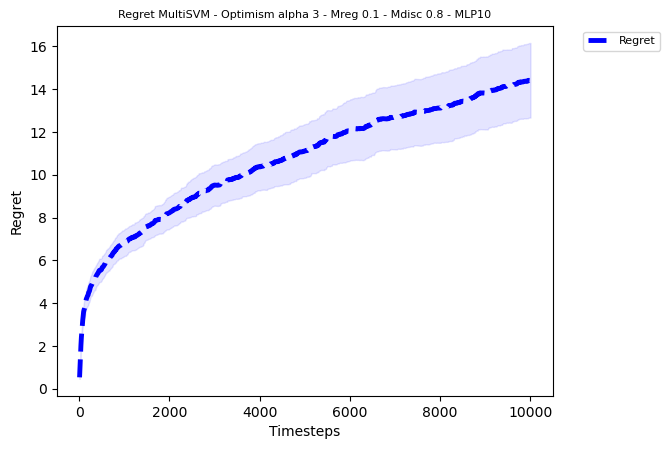 Regret MultiSVM - Optimism alpha 3 - Mreg 0.1 - Mdisc 0.8 - MLP10
Regret
16
14
12
10
8
6
4
2
0
Regret
0 2000 4000 6000 8000 10000
Timesteps